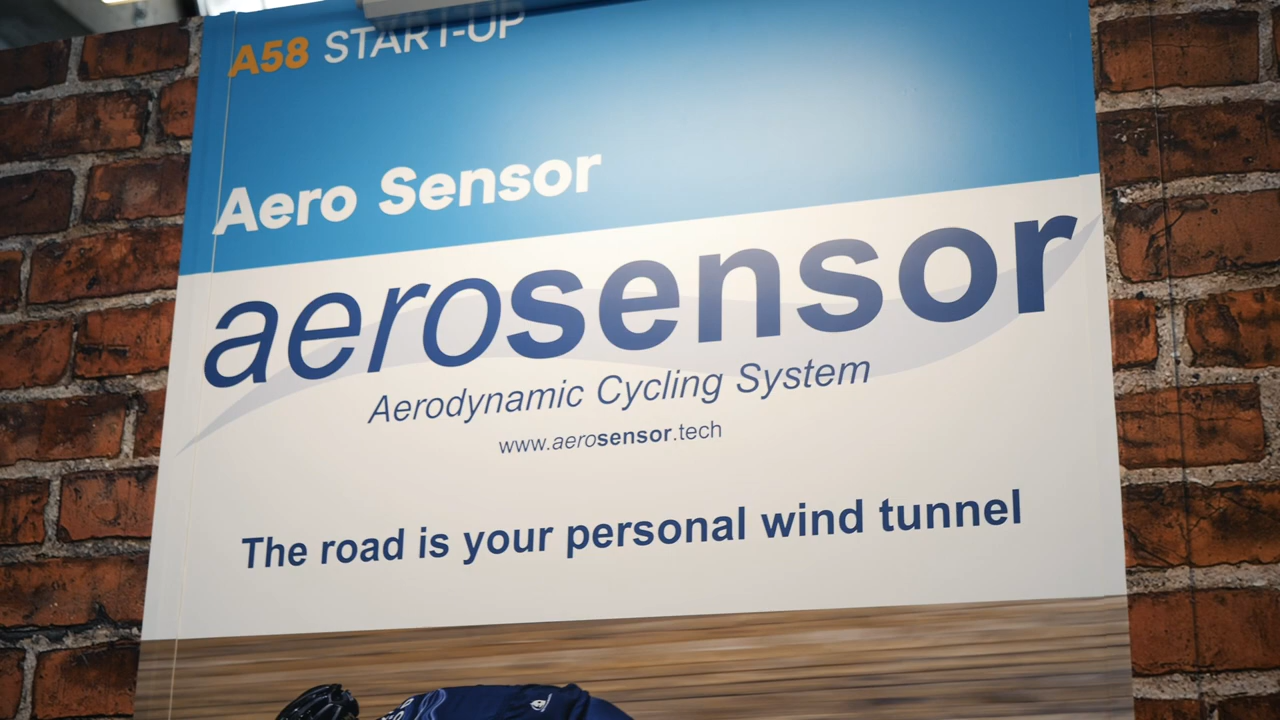 A58 START-UP
Aero Sensor
aerosensor
Aerodynamic Cycling System
www.aerosensor.tech
The road is your personal wind tunnel